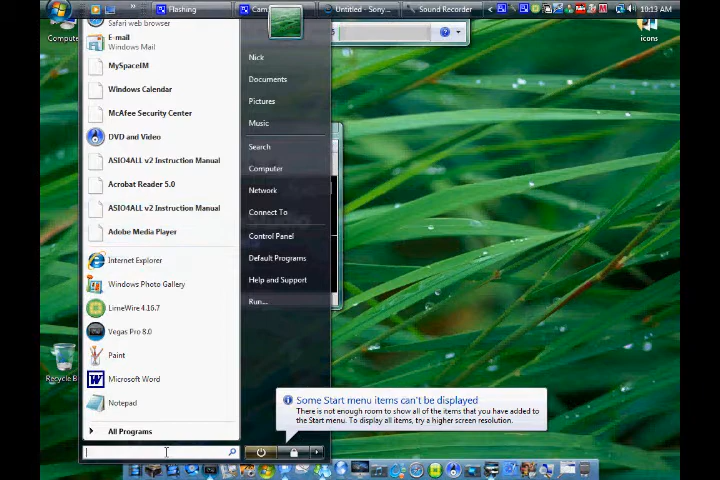 Flashing
Cam
Untitled - Sony...
Sound Recorder
10:13 AM
Computer
icons
Safari web browser
E-mail
Windows Mail
MySpaceIM
Windows Calendar
McAfee Security Center
DVD and Video
ASIO4ALL v2 Instruction Manual
Acrobat Reader 5.0
ASIO4ALL v2 Instruction Manual
Adobe Media Player
Internet Explorer
Windows Photo Gallery
LimeWire 4.16.7
Vegas Pro 8.0
Paint
Microsoft Word
Notepad
All Programs
Nick
Documents
Pictures
Music
Search
Computer
Network
Connect To
Control Panel
Default Programs
Help and Support
Run...
Recycle B
Some Start menu items can't be displayed
There is not enough room to show all of the items that you have added to
the Start menu. To display all items, try a higher screen resolution.